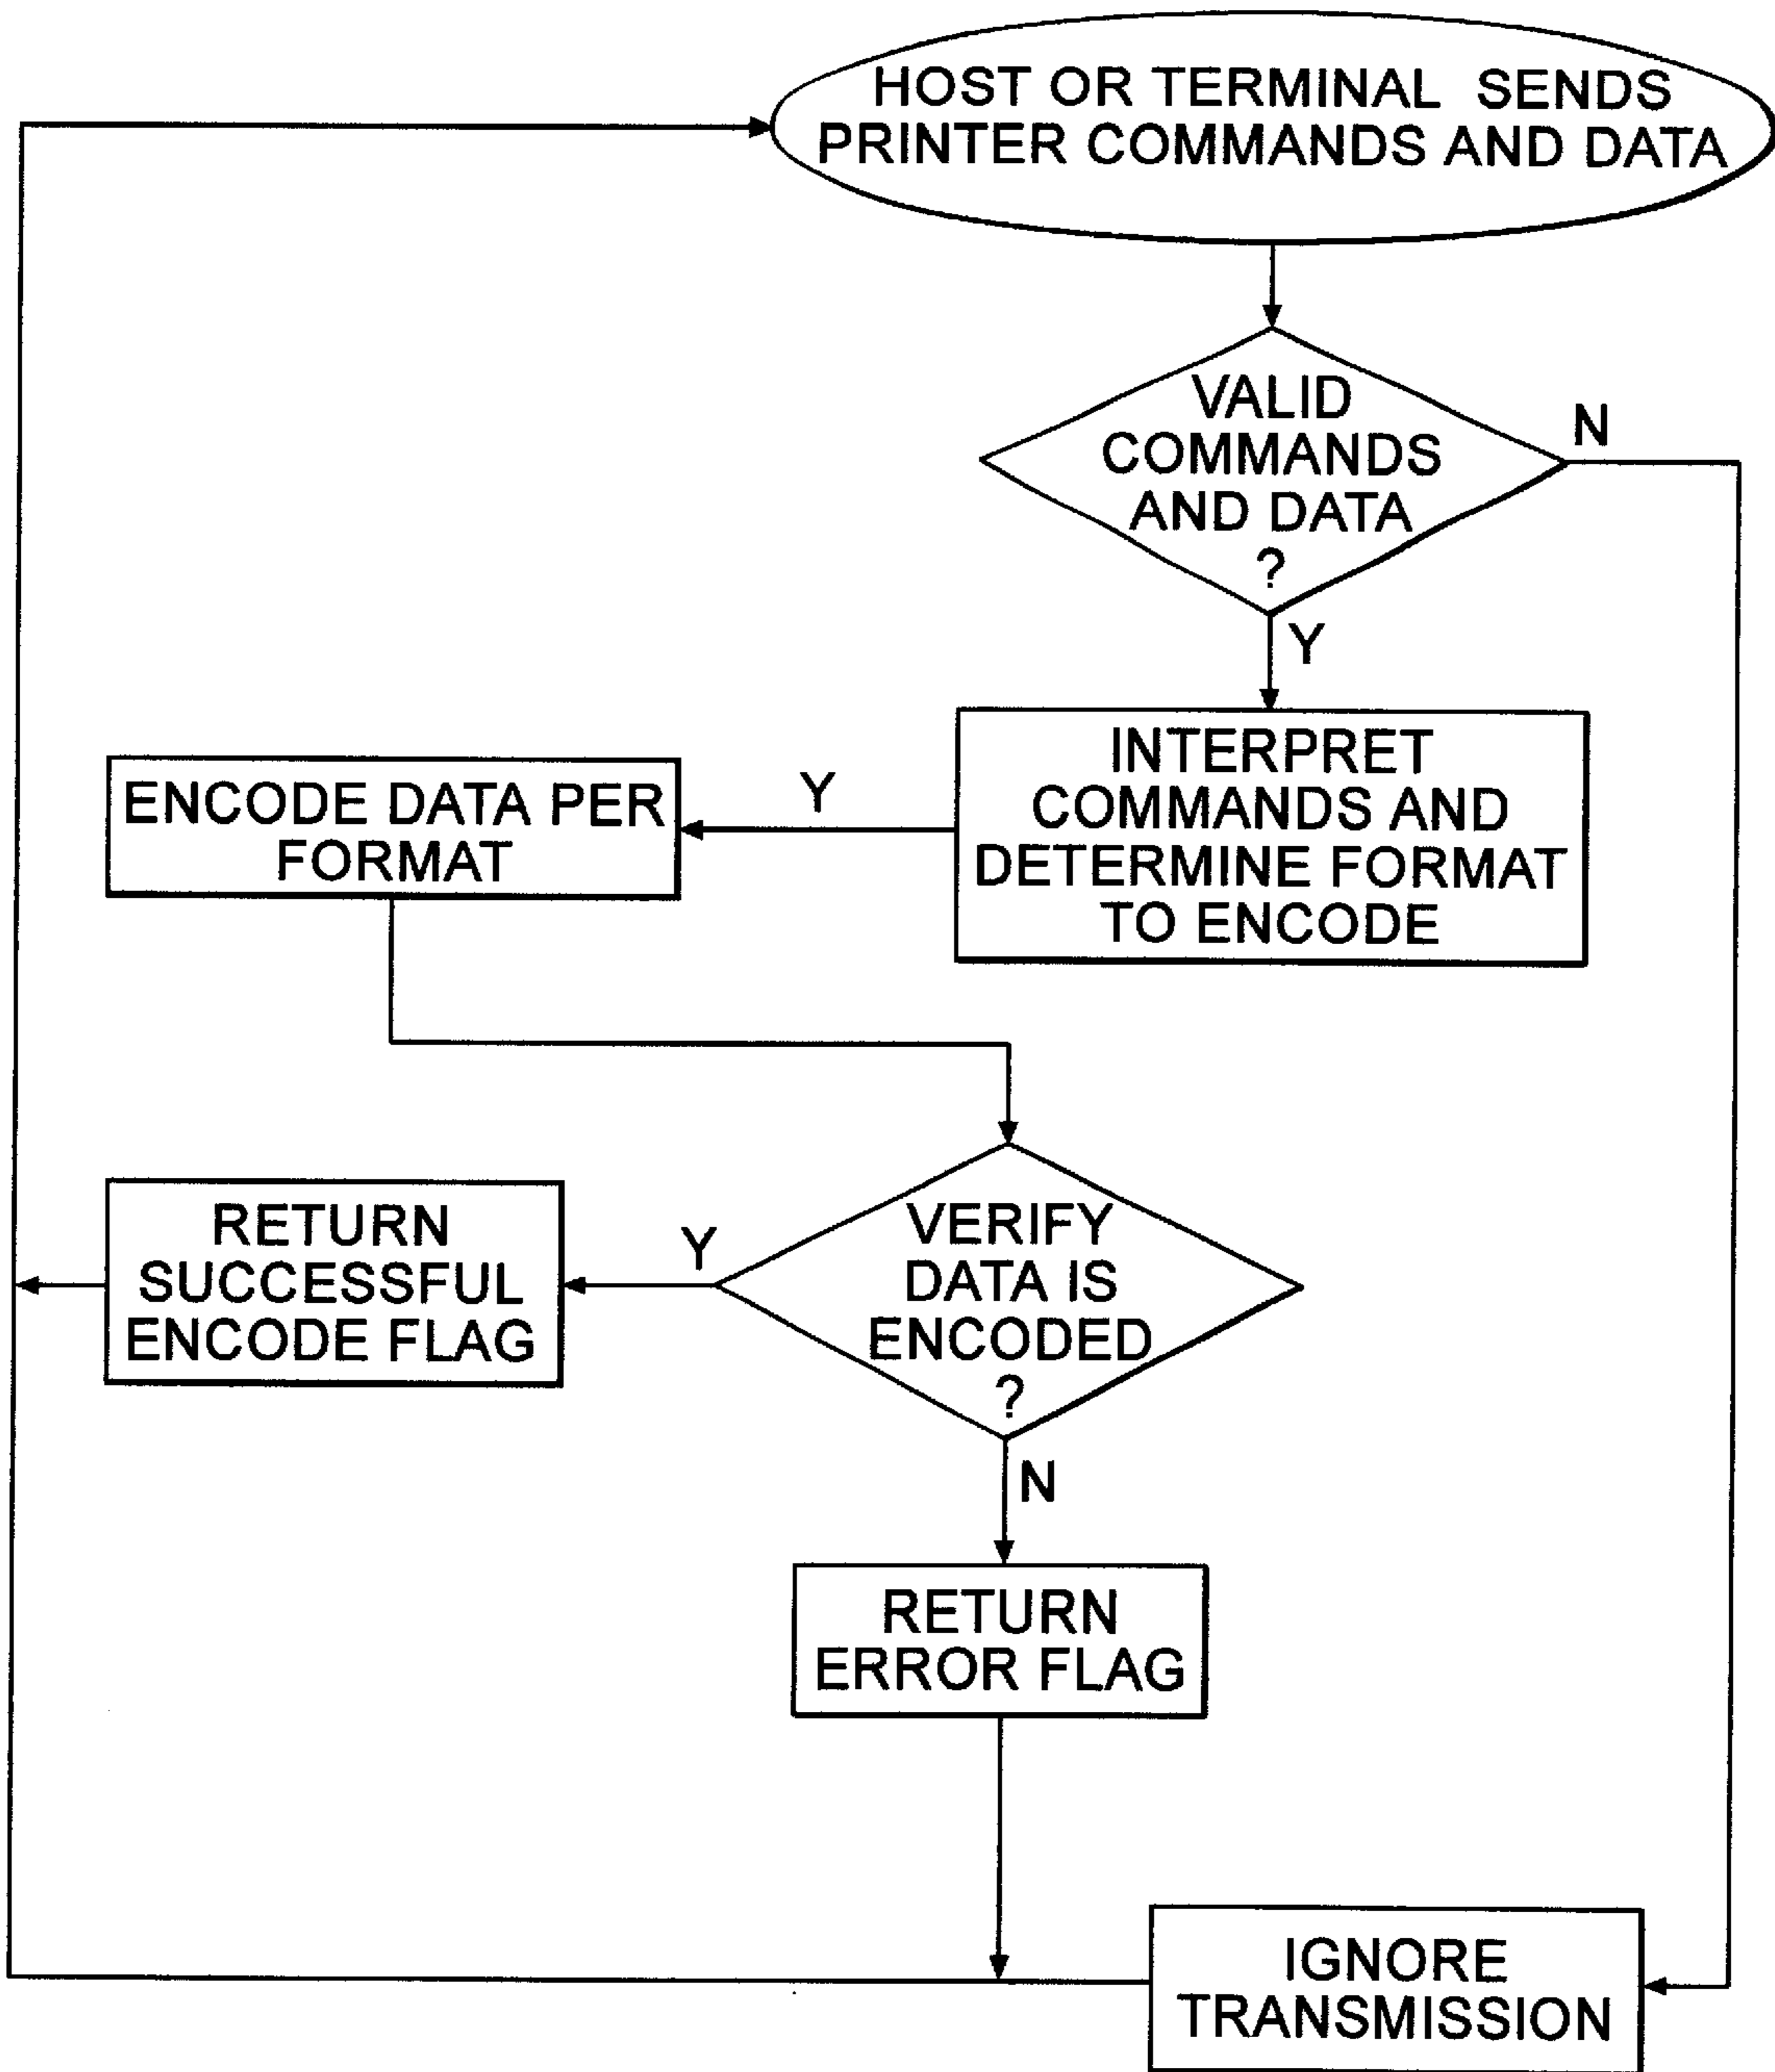 HOST OR TERMINAL SENDS
PRINTER COMMANDS AND DATA
VALID
COMMANDS
AND DATA
?
N
Y
INTERPRET
COMMANDS AND
DETERMINE FORMAT
TO ENCODE
Y
ENCODE DATA PER
FORMAT
VERIFY
DATA IS
ENCODED
?
Y
RETURN
SUCCESSFUL
ENCODE FLAG
N
RETURN
ERROR FLAG
IGNORE
TRANSMISSION